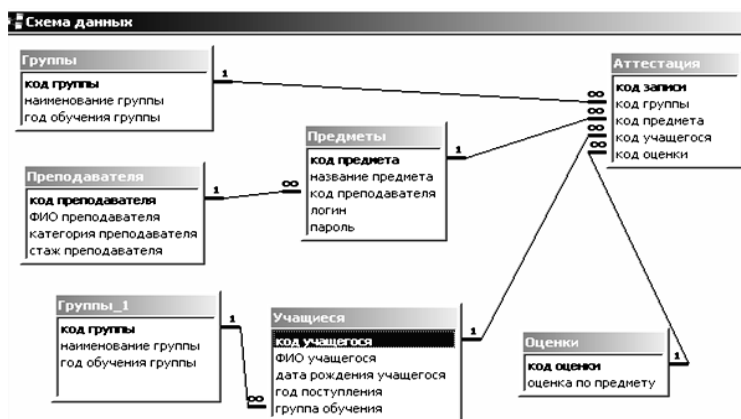 Схема данных
Группы
код группы
наименование группы
год обучения группы
1
Аттестация
код записи
код группы
код предмета
код учащегося
код оценки
∞
∞
∞
∞
Предметы
код предмета
название предмета
код преподавателя
логин
пароль
1
∞
Преподавателя
код преподавателя
ФИО преподавателя
категория преподавателя
стаж преподавателя
1
Группы_1
код группы
наименование группы
год обучения группы
1
∞
Учащиеся
код учащегося
ФИО учащегося
дата рождения учащегося
год поступления
группа обучения
1
Оценки
код оценки
оценка по предмету
1